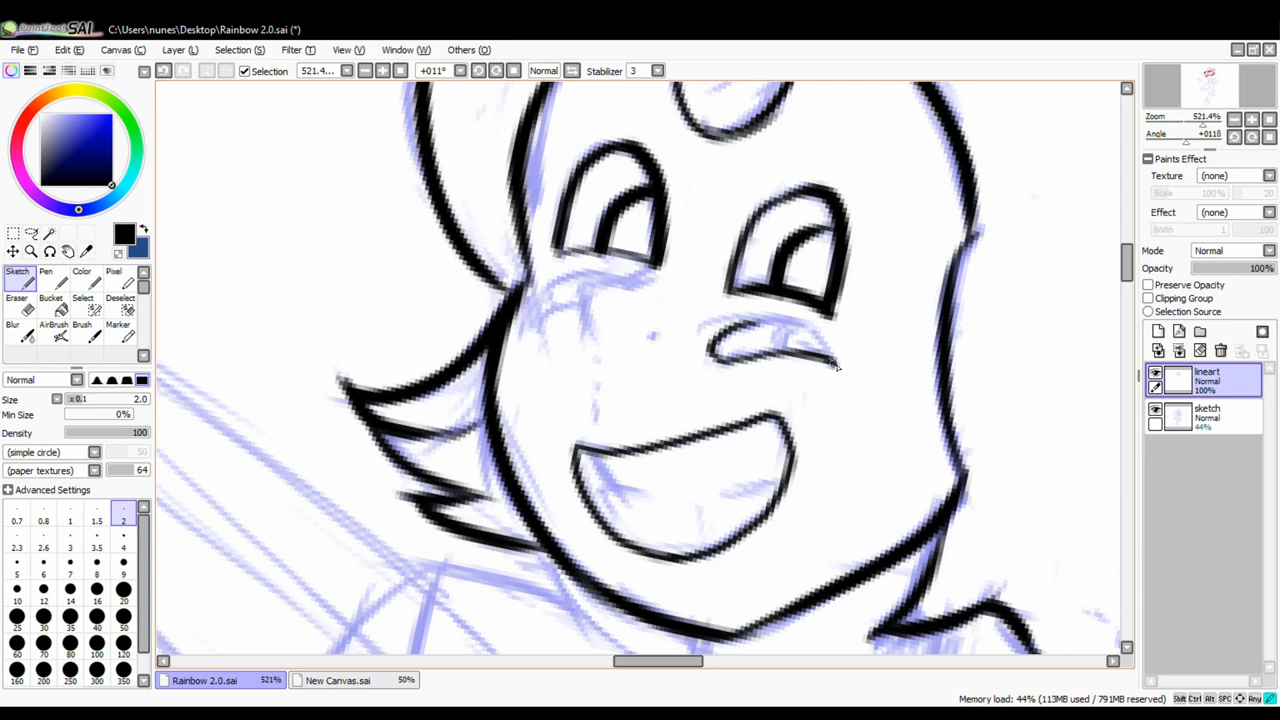 PaintTool SAI C:\Users\nunes\Desktop\Rainbow 2.0.sai (*)
File (F) Edit (E) Canvas (C) Layer (L) Selection (S) Filter (T) View (V) Window (W) Others (O)
Selection 521.4... +011° Normal Stabilizer 3
Zoom 521.4%
Angle +011θ
Paints Effect
Texture (none)
Scale 100% 20
Effect (none)
Width 1 100
Mode Normal
Opacity 100%
Preserve Opacity
Clipping Group
Selection Source
lineart
Normal
100%
sketch
Normal
44%
Sketch Pen Color Pixel
Eraser Bucket Select Deselect
Blur AirBrush Brush Marker
Normal
Size x 0.1 2.0
Min Size 0%
Density 100
(simple circle) 50
(paper textures) 64
Advanced Settings
0.7 0.8 1 1.5 2
2.3 2.6 3 3.5 4
5 6 7 8 9
10 12 14 16 20
25 30 35 40 50
60 70 80 100 120
160 200 250 300 350
Rainbow 2.0.sai 521% New Canvas.sai 50%
Memory load: 44% (113MB used / 791MB reserved) Shift Ctrl Alt SPC Any